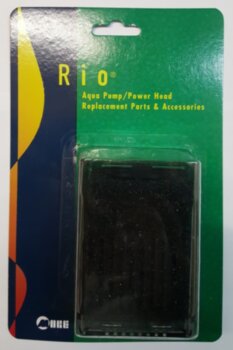 Rio®
Aqua Pump/Power Head
Replacement Parts & Accessories